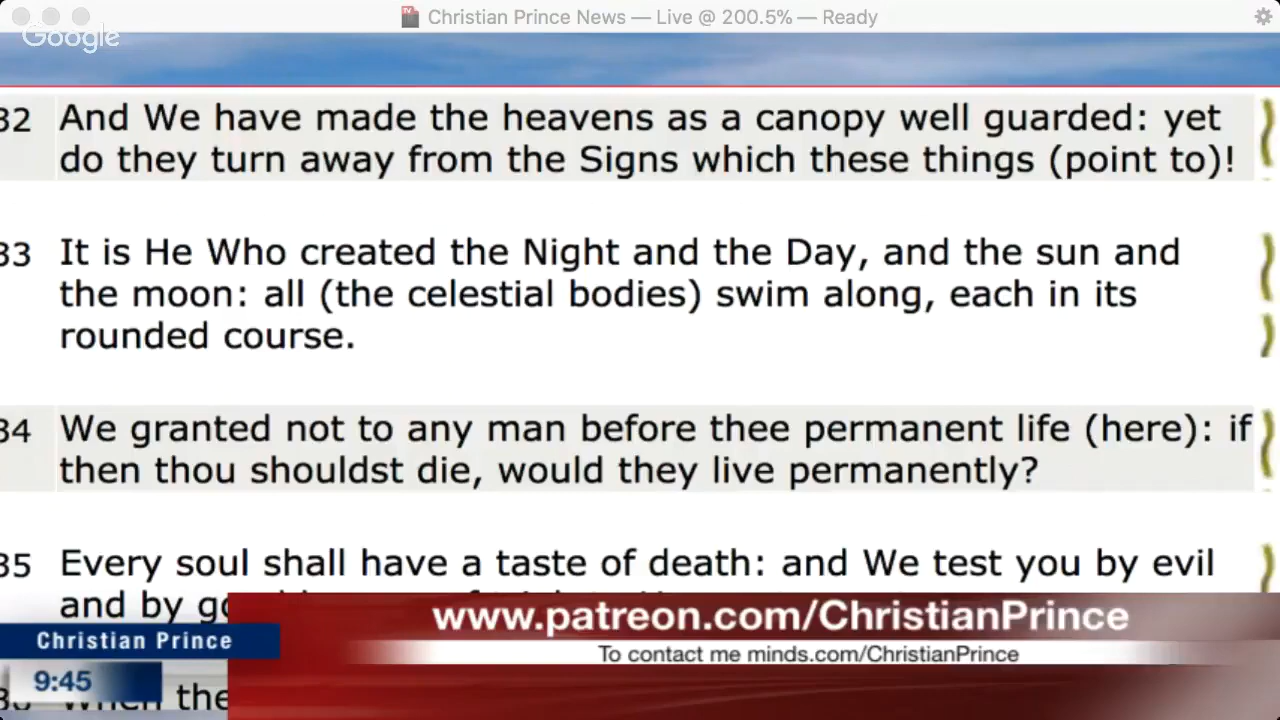 Christian Prince News — Live @ 200.5% — Ready
Google
32 And We have made the heavens as a canopy well guarded: yet
do they turn away from the Signs which these things (point to)!
33 It is He Who created the Night and the Day, and the sun and
the moon: all (the celestial bodies) swim along, each in its
rounded course.
34 We granted not to any man before thee permanent life (here): if
then thou shouldst die, would they live permanently?
35 Every soul shall have a taste of death: and We test you by evil
and by
www.patreon.com/ChristianPrince
Christian Prince
To contact me minds.com/ChristianPrince
9:45
When the